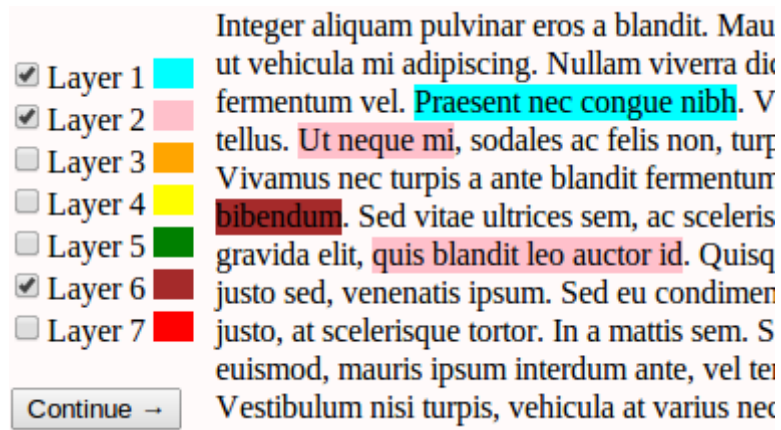 Layer 1
Layer 2
Layer 3
Layer 4
Layer 5
Layer 6
Layer 7
Continue →
Integer aliquam pulvinar eros a blandit. Mau
ut vehicula mi adipiscing. Nullam viverra dic
fermentum vel. Praesent nec congue nibh. V
tellus. Ut neque mi, sodales ac felis non, turp
Vivamus nec turpis a ante blandit fermentum
bibendum. Sed vitae ultrices sem, ac sceleris
gravida elit, quis blandit leo auctor id. Quisq
justo sed, venenatis ipsum. Sed eu condimen
justo, at scelerisque tortor. In a mattis sem. S
euismod, mauris ipsum interdum ante, vel ter
Vestibulum nisi turpis, vehicula at varius nec